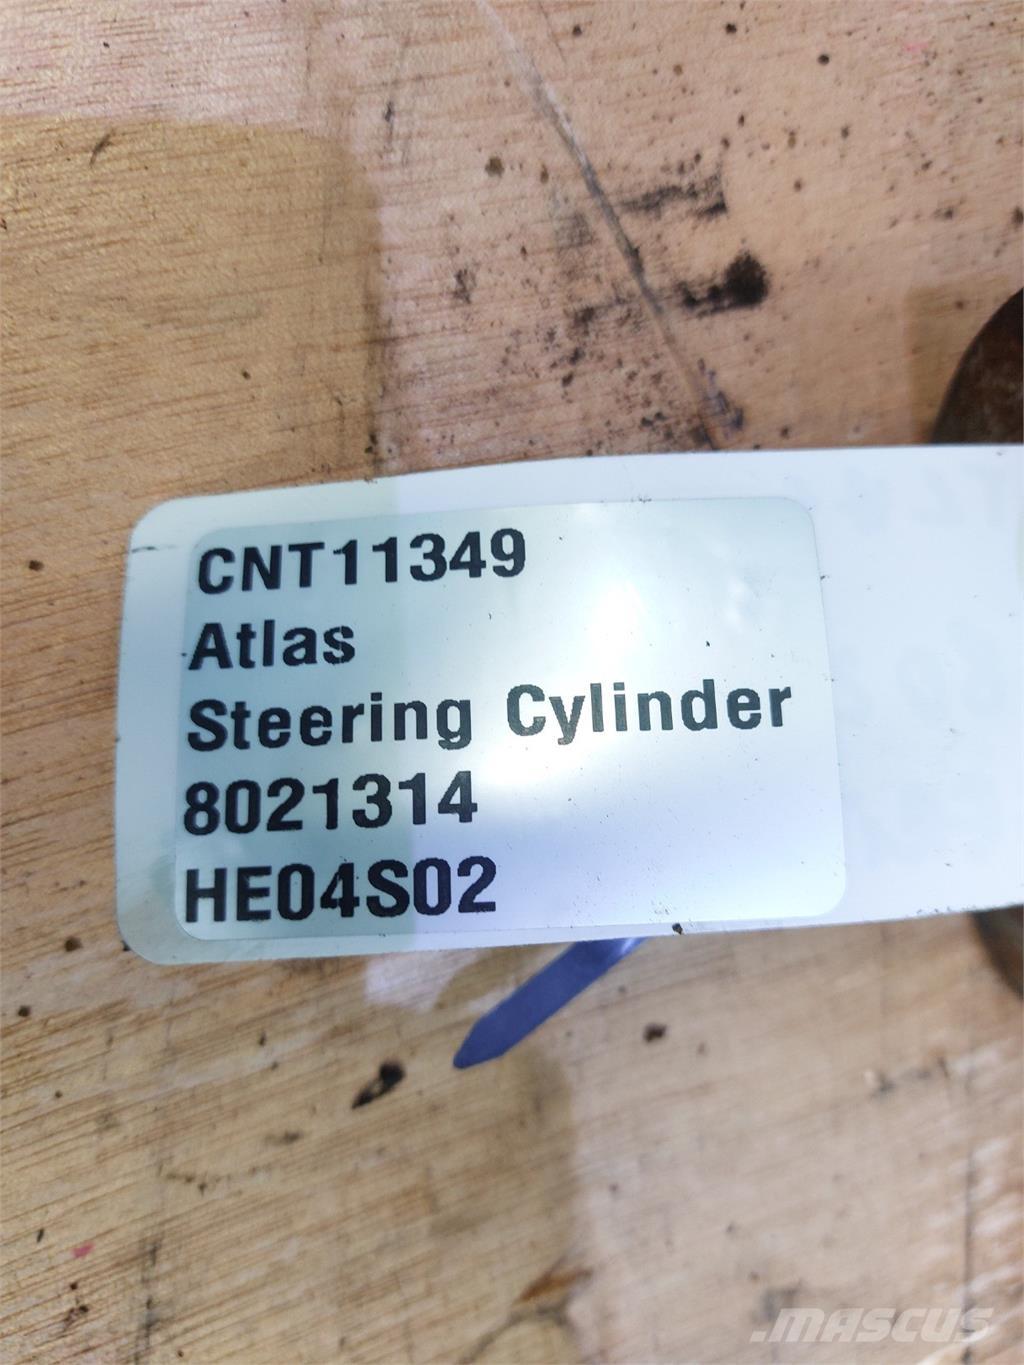 CNT11349
Atlas
Steering Cylinder
8021314
HE04S02
MASCUS